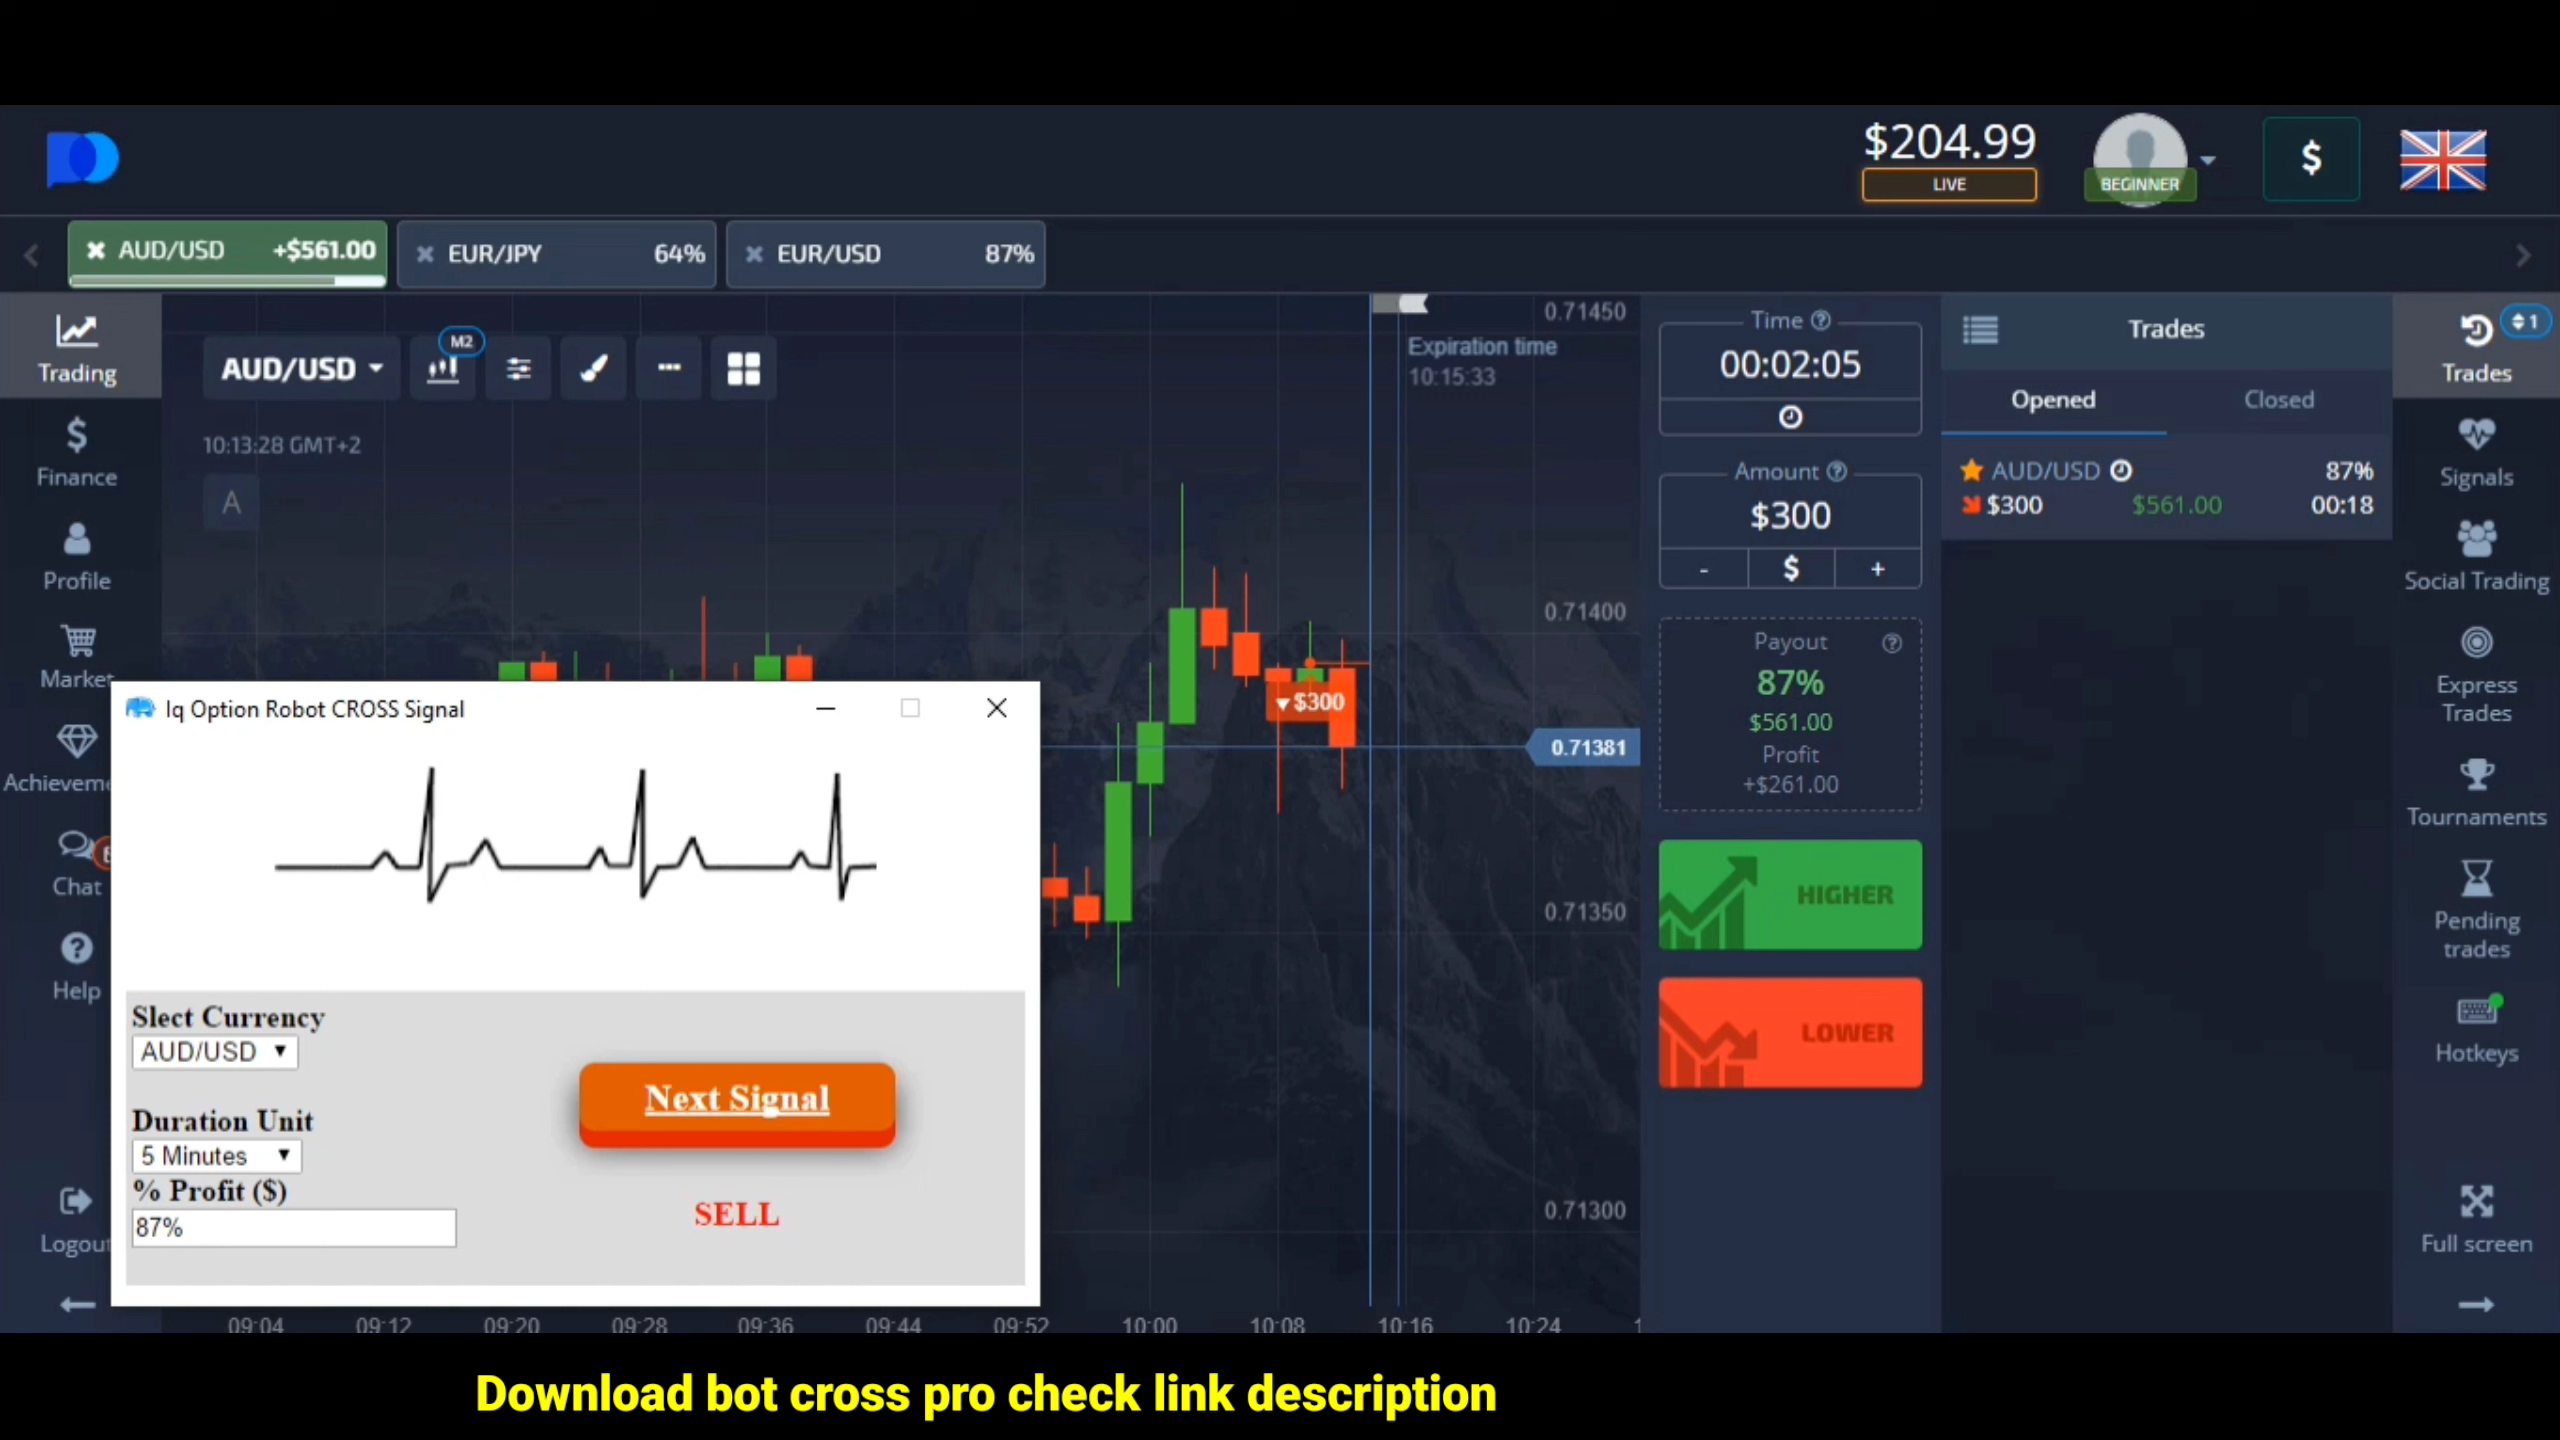 $204.99
LIVE
BEGINNER
$
AUD/USD +$561.00
EUR/JPY 64%
EUR/USD 87%
Trading
Finance
Profile
Market
Achieveme
Chat
Help
Logout
AUD/USD
M2
10:13:28 GMT+2
A
Expiration time
10:15:33
0.71450
0.71400
0.71381
0.71350
0.71300
$300
09:04 09:12 09:20 09:28 09:36 09:44 09:52 10:00 10:08 10:16 10:24
Iq Option Robot CROSS Signal
Slect Currency
AUD/USD
Duration Unit
5 Minutes
% Profit ($)
87%
Next Signal
SELL
Time
00:02:05
Amount
$300
- $ +
Payout
87%
$561.00
Profit
+$261.00
HIGHER
LOWER
Trades
Opened Closed
AUD/USD 87%
$300 $561.00 00:18
1
Trades
Signals
Social Trading
Express
Trades
Tournaments
Pending
trades
Hotkeys
Full screen
Download bot cross pro check link description